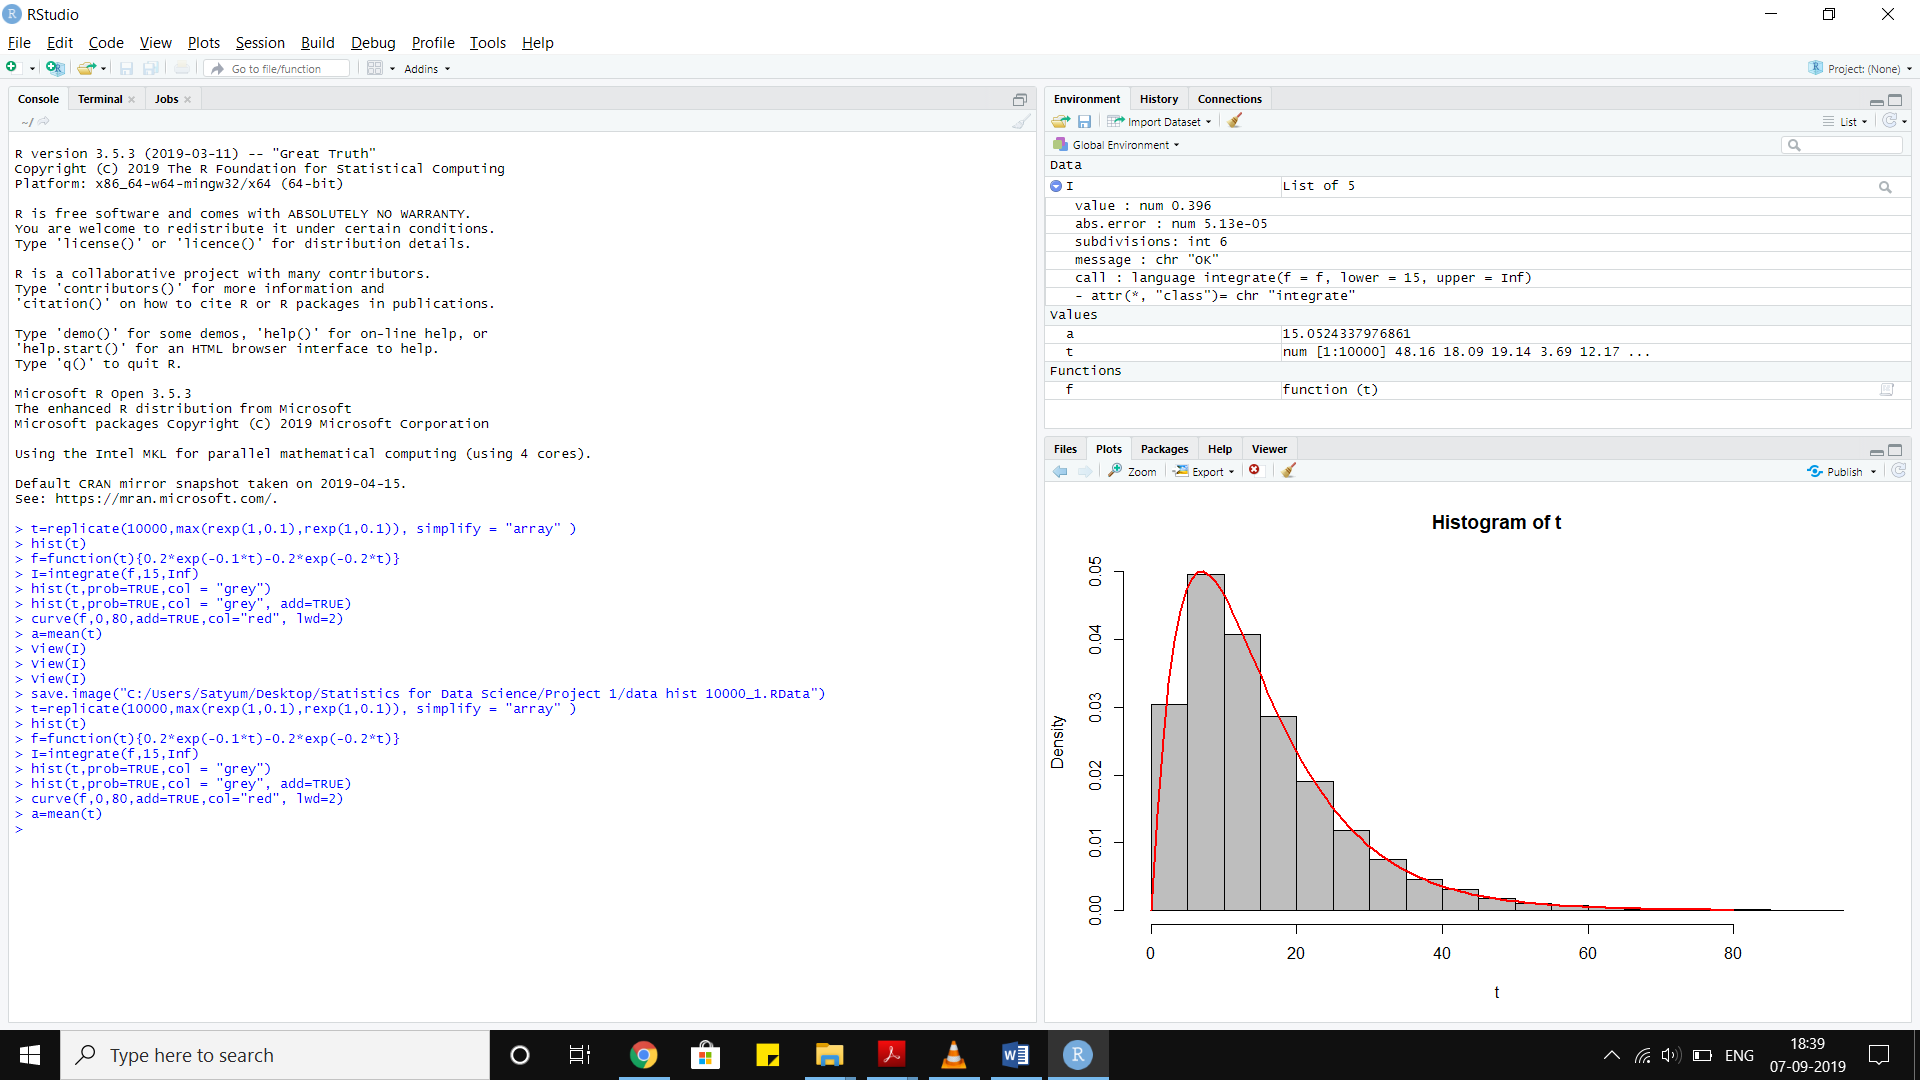 RStudio
File Edit Code View Plots Session Build Debug Profile Tools Help
Go to file/function Addins Project: (None)
Console Terminal Jobs
~/
R version 3.5.3 (2019-03-11) -- "Great Truth"
Copyright (C) 2019 The R Foundation for Statistical Computing
Platform: x86_64-w64-mingw32/x64 (64-bit)
R is free software and comes with ABSOLUTELY NO WARRANTY.
You are welcome to redistribute it under certain conditions.
Type 'license()' or 'licence()' for distribution details.
R is a collaborative project with many contributors.
Type 'contributors()' for more information and
'citation()' on how to cite R or R packages in publications.
Type 'demo()' for some demos, 'help()' for on-line help, or
'help.start()' for an HTML browser interface to help.
Type 'q()' to quit R.
Microsoft R Open 3.5.3
The enhanced R distribution from Microsoft
Microsoft packages Copyright (C) 2019 Microsoft Corporation
Using the Intel MKL for parallel mathematical computing (using 4 cores).
Default CRAN mirror snapshot taken on 2019-04-15.
See: https://mran.microsoft.com/.
> t=replicate(10000,max(rexp(1,0.1),rexp(1,0.1)), simplify = "array" )
> hist(t)
> f=function(t){0.2*exp(-0.1*t)-0.2*exp(-0.2*t)}
> I=integrate(f,15,Inf)
> hist(t,prob=TRUE,col = "grey")
> hist(t,prob=TRUE,col = "grey", add=TRUE)
> curve(f,0,80,add=TRUE,col="red", lwd=2)
> a=mean(t)
> View(I)
> View(I)
> View(I)
> save.image("C:/Users/Satyum/Desktop/Statistics for Data Science/Project 1/data hist 10000_1.RData")
> t=replicate(10000,max(rexp(1,0.1),rexp(1,0.1)), simplify = "array" )
> hist(t)
> f=function(t){0.2*exp(-0.1*t)-0.2*exp(-0.2*t)}
> I=integrate(f,15,Inf)
> hist(t,prob=TRUE,col = "grey")
> hist(t,prob=TRUE,col = "grey", add=TRUE)
> curve(f,0,80,add=TRUE,col="red", lwd=2)
> a=mean(t)
>
Environment History Connections
Import Dataset List
Global Environment
Data
I List of 5
value : num 0.396
abs.error : num 5.13e-05
subdivisions: int 6
message : chr "OK"
call : language integrate(f = f, lower = 15, upper = Inf)
- attr(*, "class")= chr "integrate"
Values
a 15.0524337976861
t num [1:10000] 48.16 18.09 19.14 3.69 12.17 ...
Functions
f function (t)
Files Plots Packages Help Viewer
Zoom Export Publish
Histogram of t
Density
0.05
0.04
0.03
0.02
0.01
0.00
0 20 40 60 80
t
Type here to search
ENG
18:39
07-09-2019